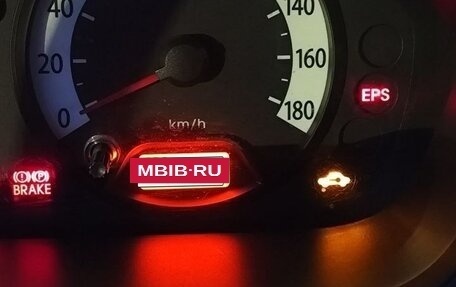 40
140
20
160
EPS
0
180
km/h
MBIB·RU
(!) (P)
BRAKE